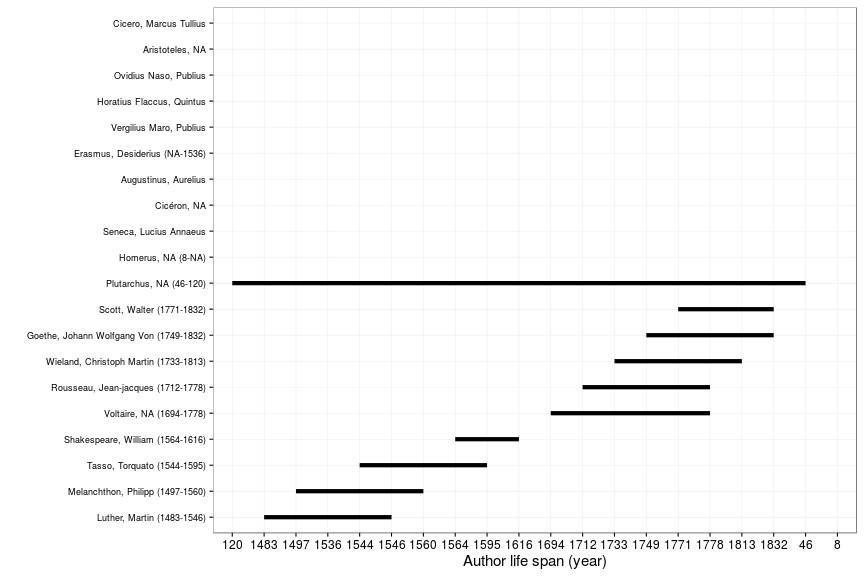 Cicero, Marcus Tullius
Aristoteles, NA
Ovidius Naso, Publius
Horatius Flaccus, Quintus
Vergilius Maro, Publius
Erasmus, Desiderius (NA-1536)
Augustinus, Aurelius
Cicéron, NA
Seneca, Lucius Annaeus
Homerus, NA (8-NA)
Plutarchus, NA (46-120)
Scott, Walter (1771-1832)
Goethe, Johann Wolfgang Von (1749-1832)
Wieland, Christoph Martin (1733-1813)
Rousseau, Jean-jacques (1712-1778)
Voltaire, NA (1694-1778)
Shakespeare, William (1564-1616)
Tasso, Torquato (1544-1595)
Melanchthon, Philipp (1497-1560)
Luther, Martin (1483-1546)
120 1483 1497 1536 1544 1546 1560 1564 1595 1616 1694 1712 1733 1749 1771 1778 1813 1832 46 8
Author life span (year)